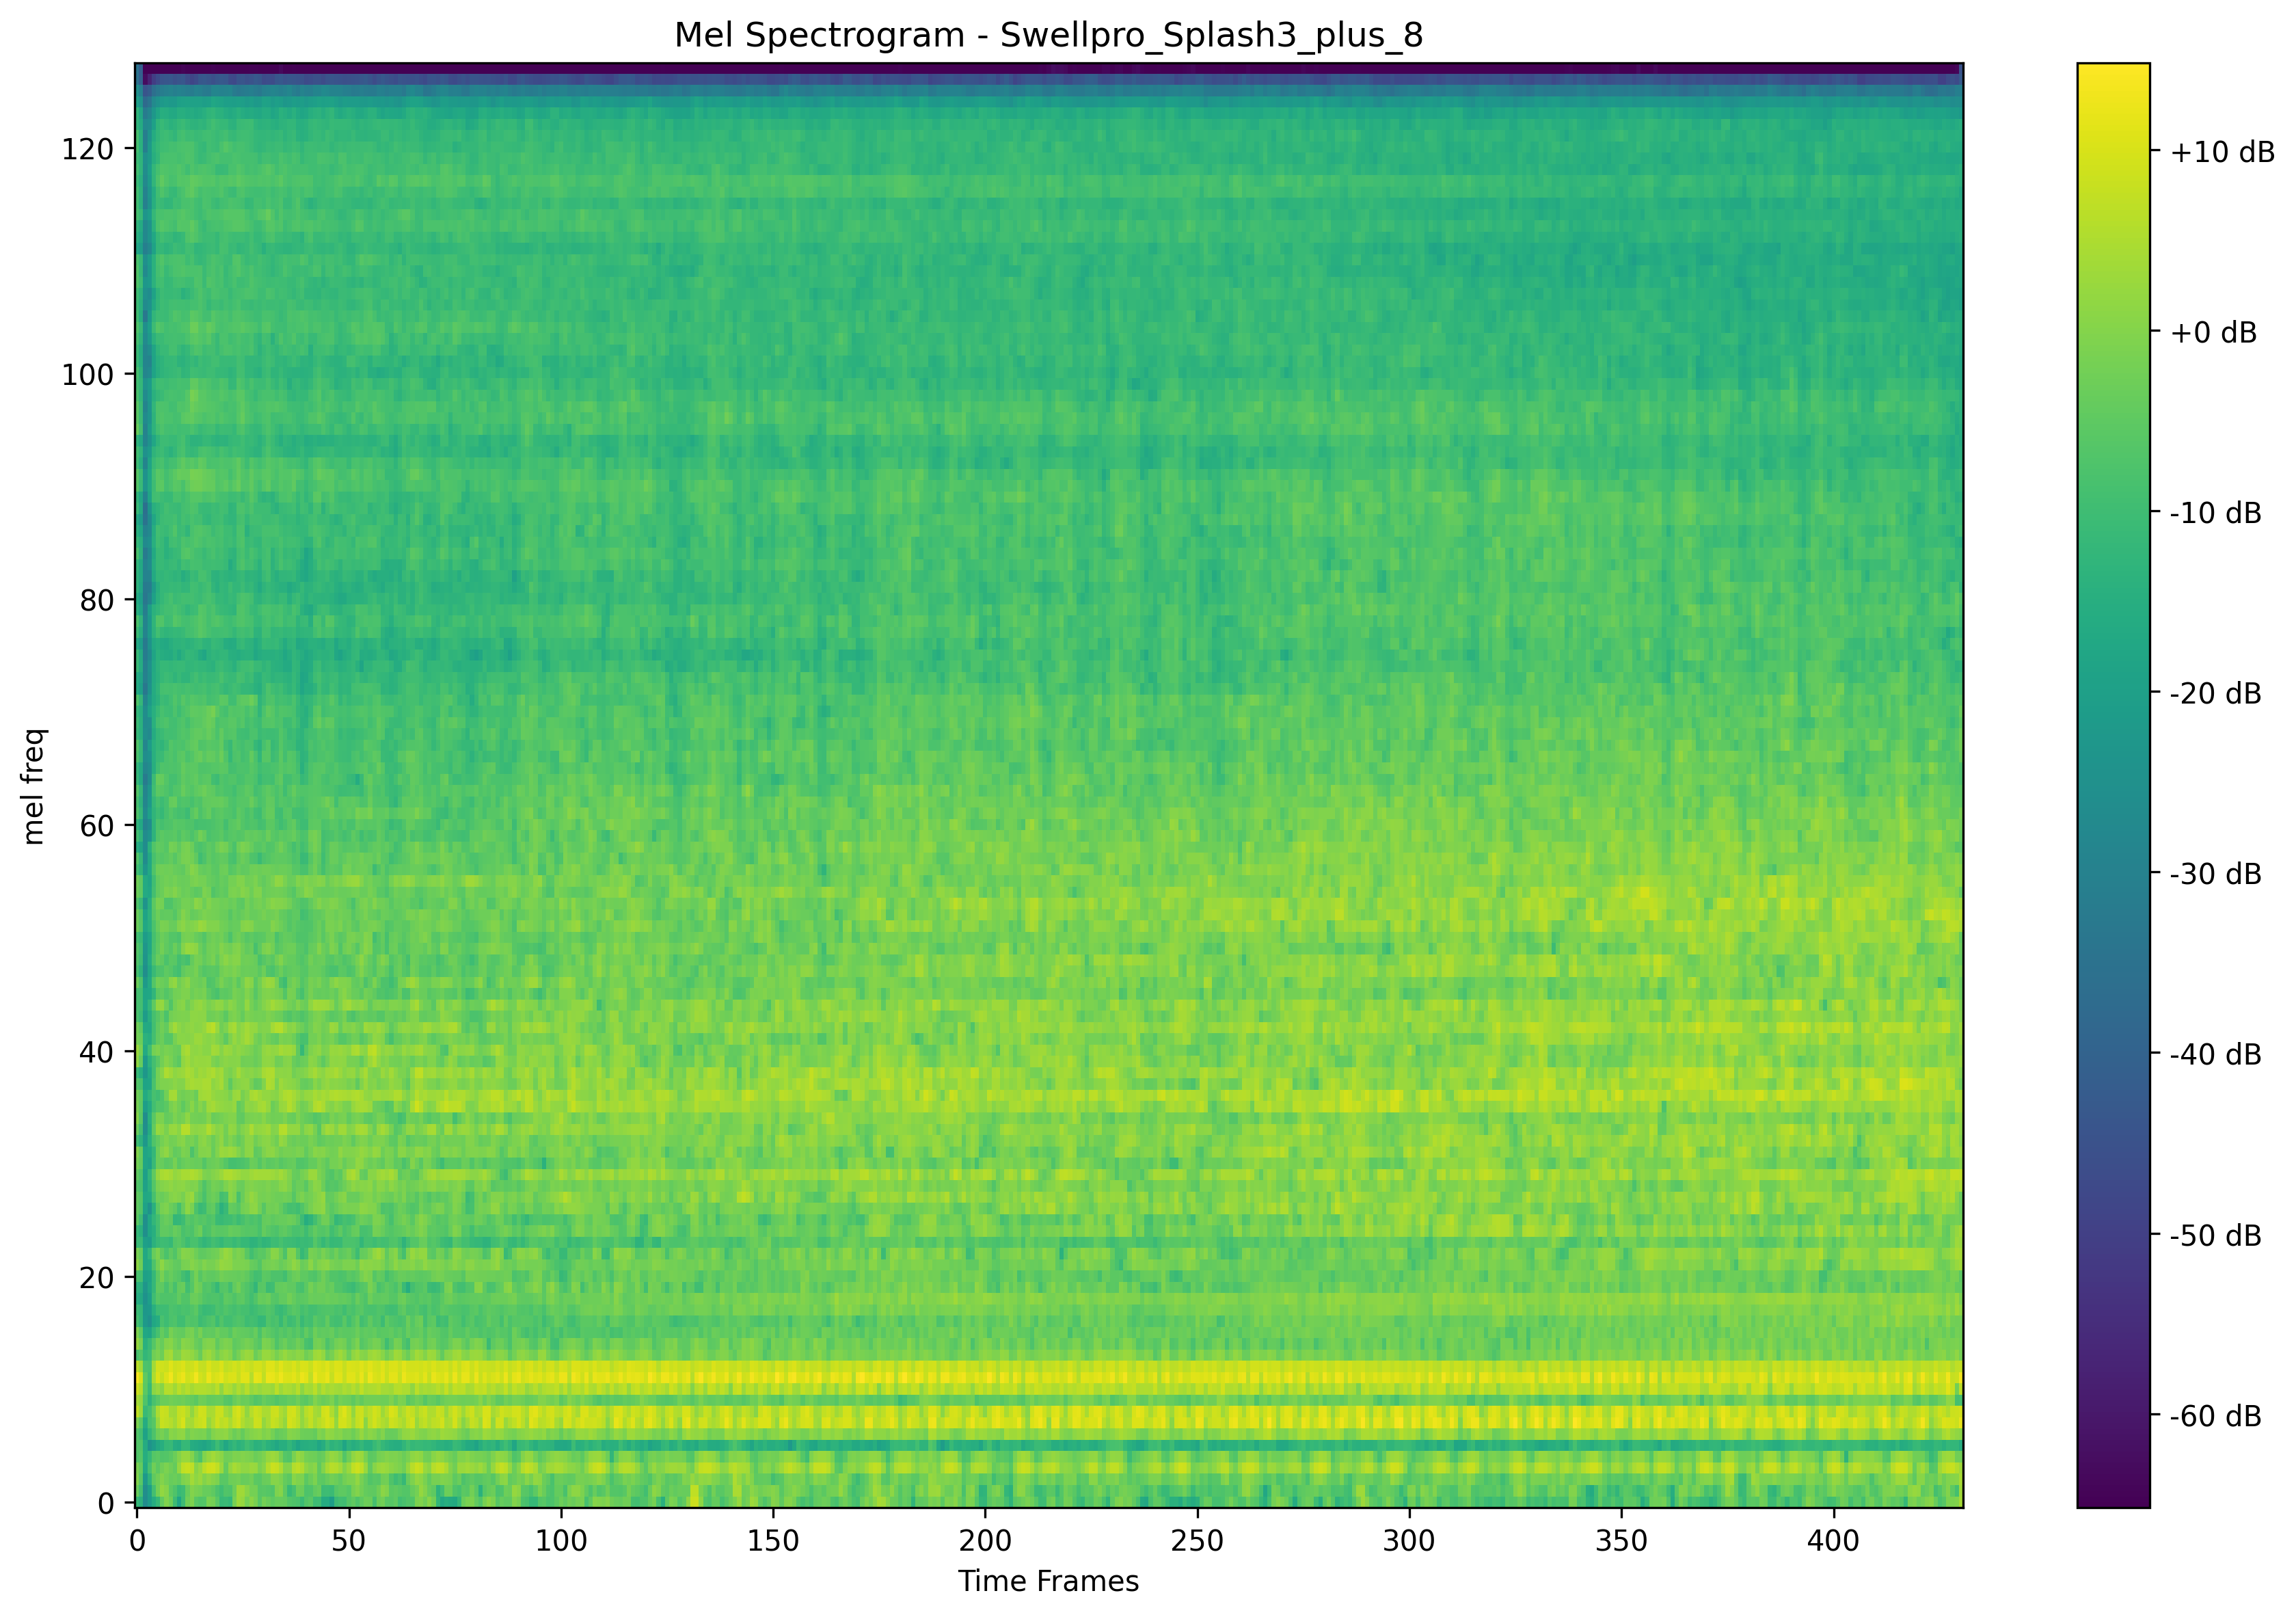 Mel Spectrogram - Swellpro_Splash3_plus_8
120
100
80
60
40
20
0
mel freq
0 50 100 150 200 250 300 350 400
Time Frames
+10 dB
+0 dB
-10 dB
-20 dB
-30 dB
-40 dB
-50 dB
-60 dB